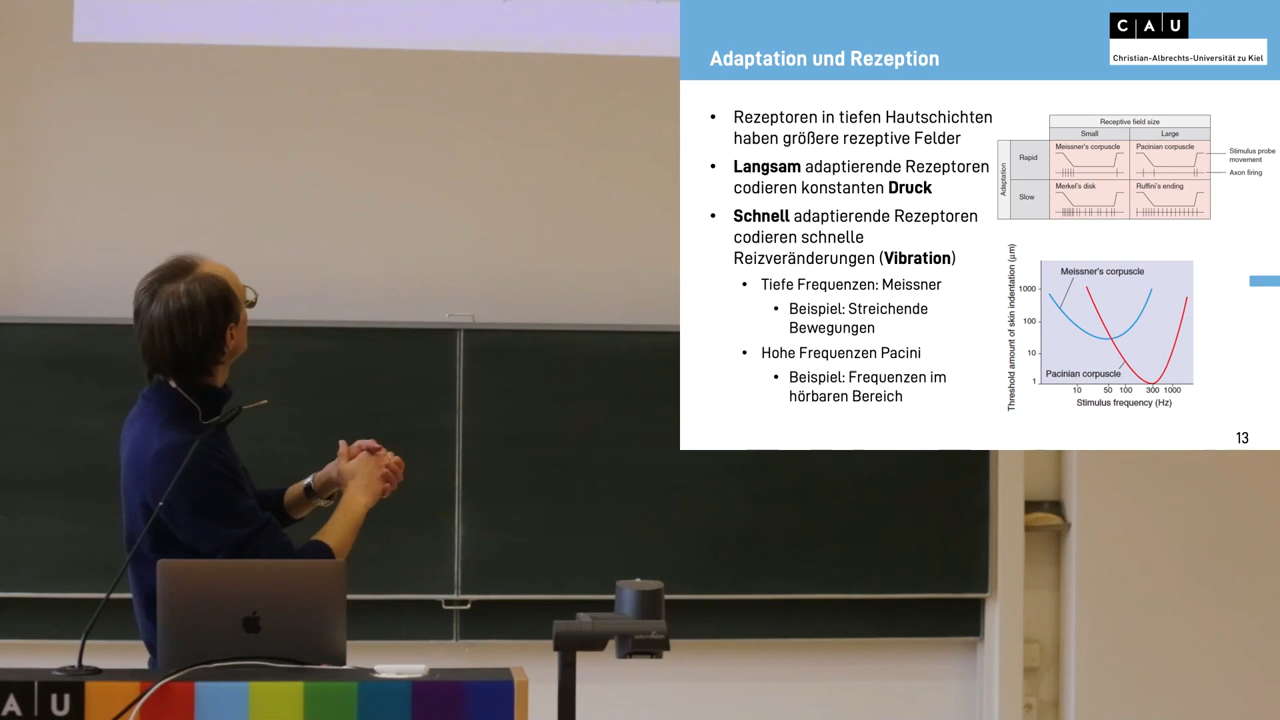 Adaptation und Rezeption
C A U
Christian-Albrechts-Universität zu Kiel
• Rezeptoren in tiefen Hautschichten
haben größere rezeptive Felder
• Langsam adaptierende Rezeptoren
codieren konstanten Druck
• Schnell adaptierende Rezeptoren
codieren schnelle
Reizveränderungen (Vibration)
• Tiefe Frequenzen: Meissner
• Beispiel: Streichende
Bewegungen
• Hohe Frequenzen Pacini
• Beispiel: Frequenzen im
hörbaren Bereich
Receptive field size
Small Large
Adaptation
Rapid
Meissner's corpuscle Pacinian corpuscle
Stimulus probe
movement
Axon firing
Slow
Merkel's disk Ruffini's ending
Threshold amount of skin indentation (μm)
Meissner's corpuscle
1000
100
10
1
Pacinian corpuscle
10 50 100 300 1000
Stimulus frequency (Hz)
13
A U